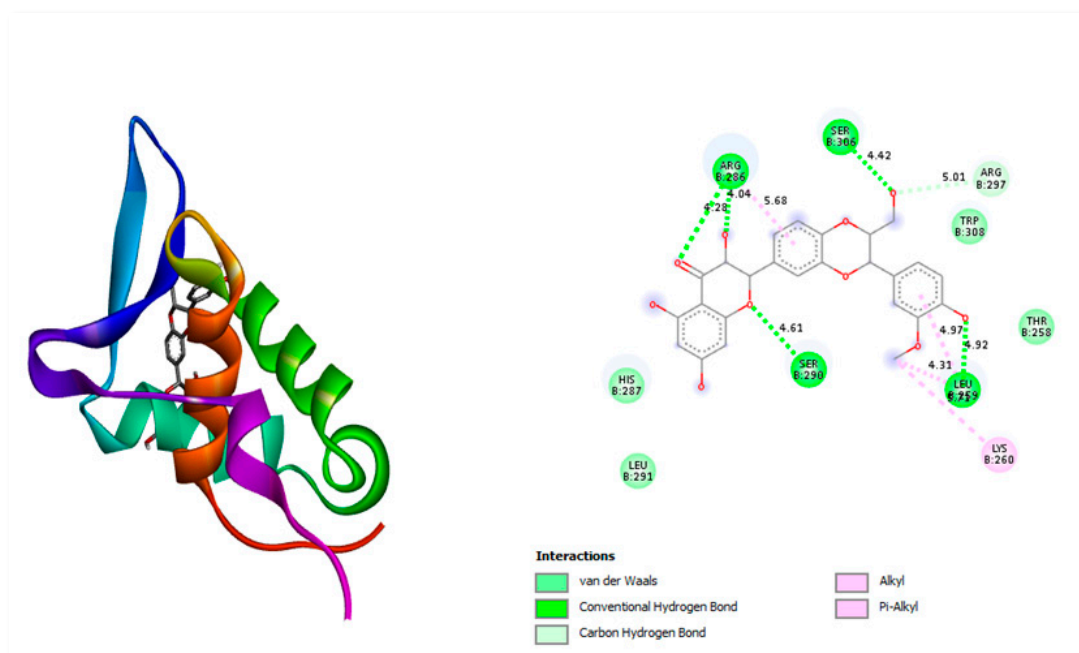 SER
B:306
4.42
ARG
B:286
4.04
4.28
5.68
5.01
ARG
B:297
TRP
B:308
4.61
SER
B:290
4.97
4.92
4.31
THR
B:258
HIS
B:287
LEU
LYS
B:260
LEU
B:291
Interactions
van der Waals
Conventional Hydrogen Bond
Carbon Hydrogen Bond
Alkyl
Pi-Alkyl